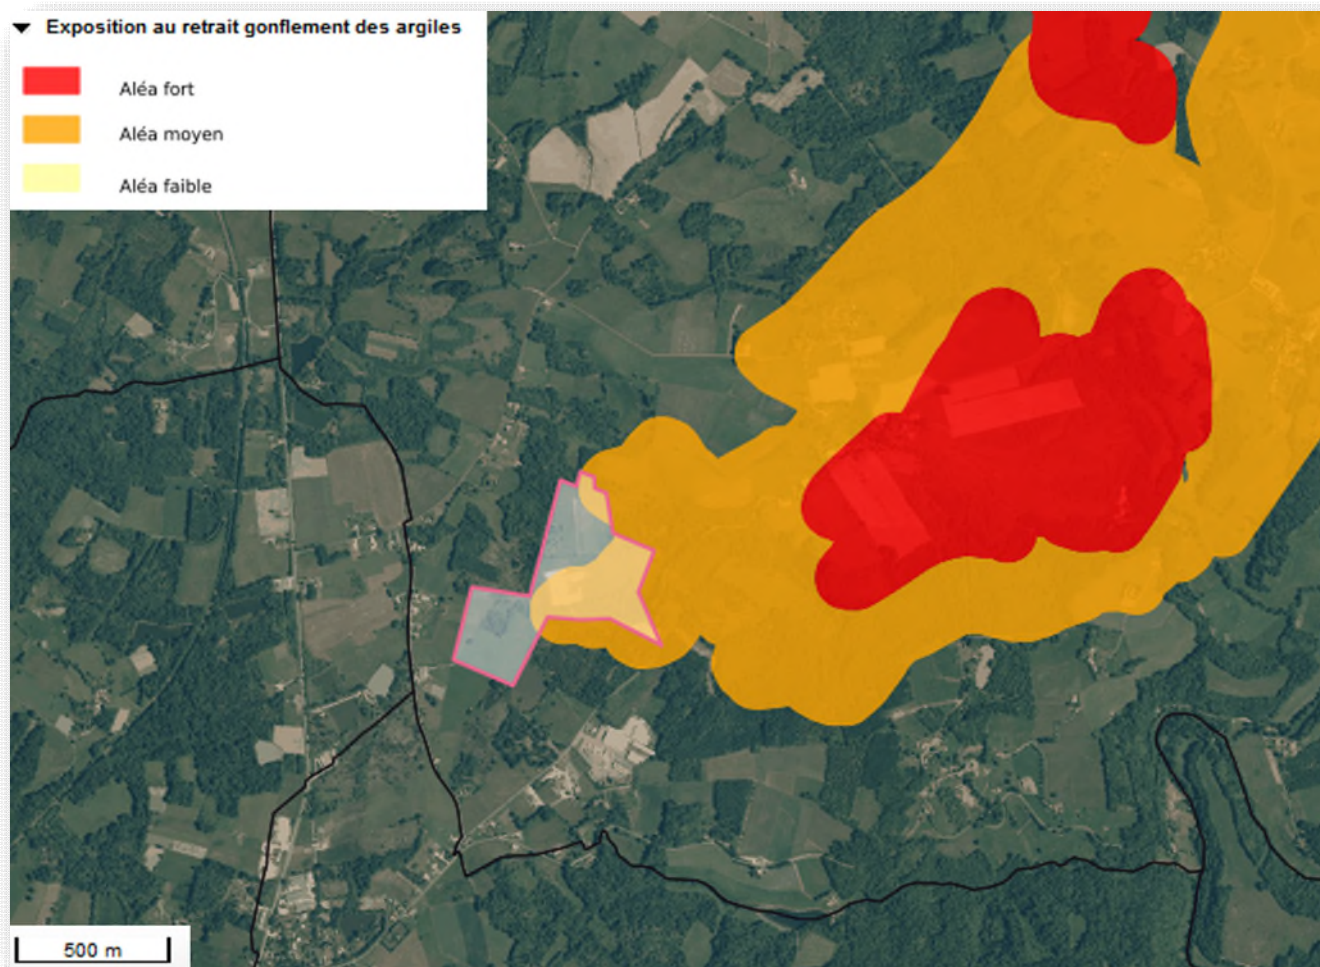 Exposition au retrait gonflement des argiles
Aléa fort
Aléa moyen
Aléa faible
500 m